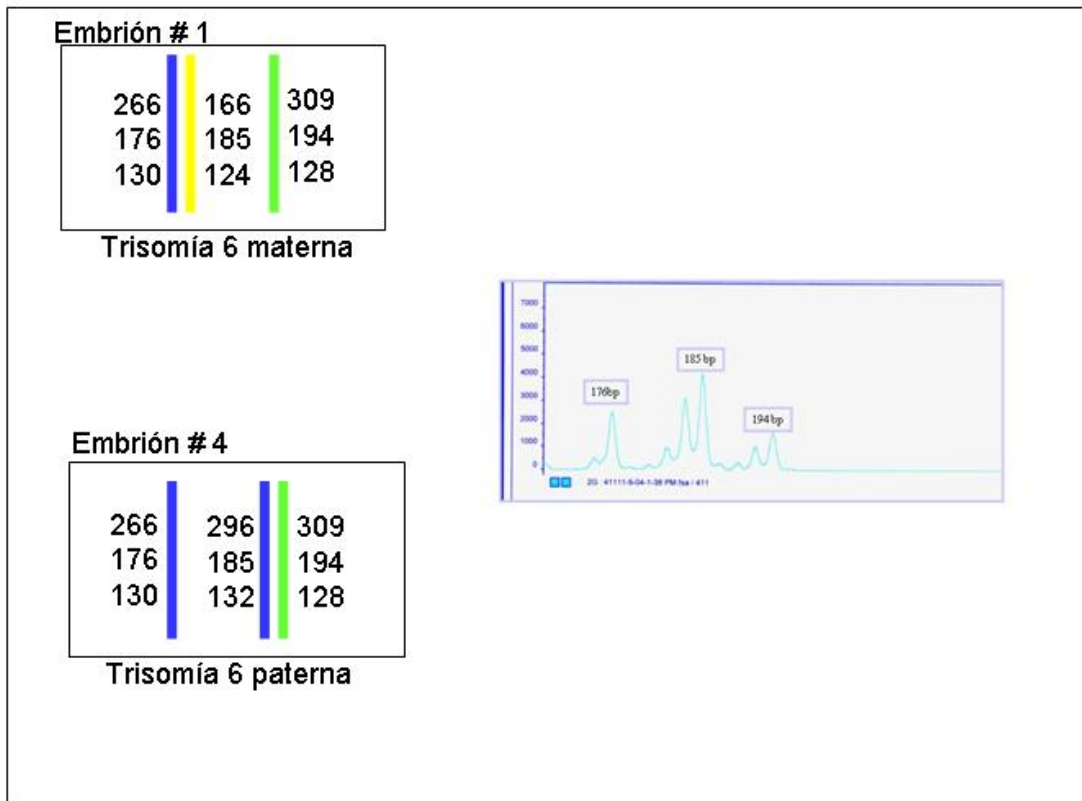 Embrión # 1
266 166 309
176 185 194
130 124 128
Trisomía 6 materna
7000
6000
5000
4000
3000
2000
1000
0
176bp
185 bp
194 bp
Embrión # 4
266 296 309
176 185 194
130 132 128
Trisomía 6 paterna